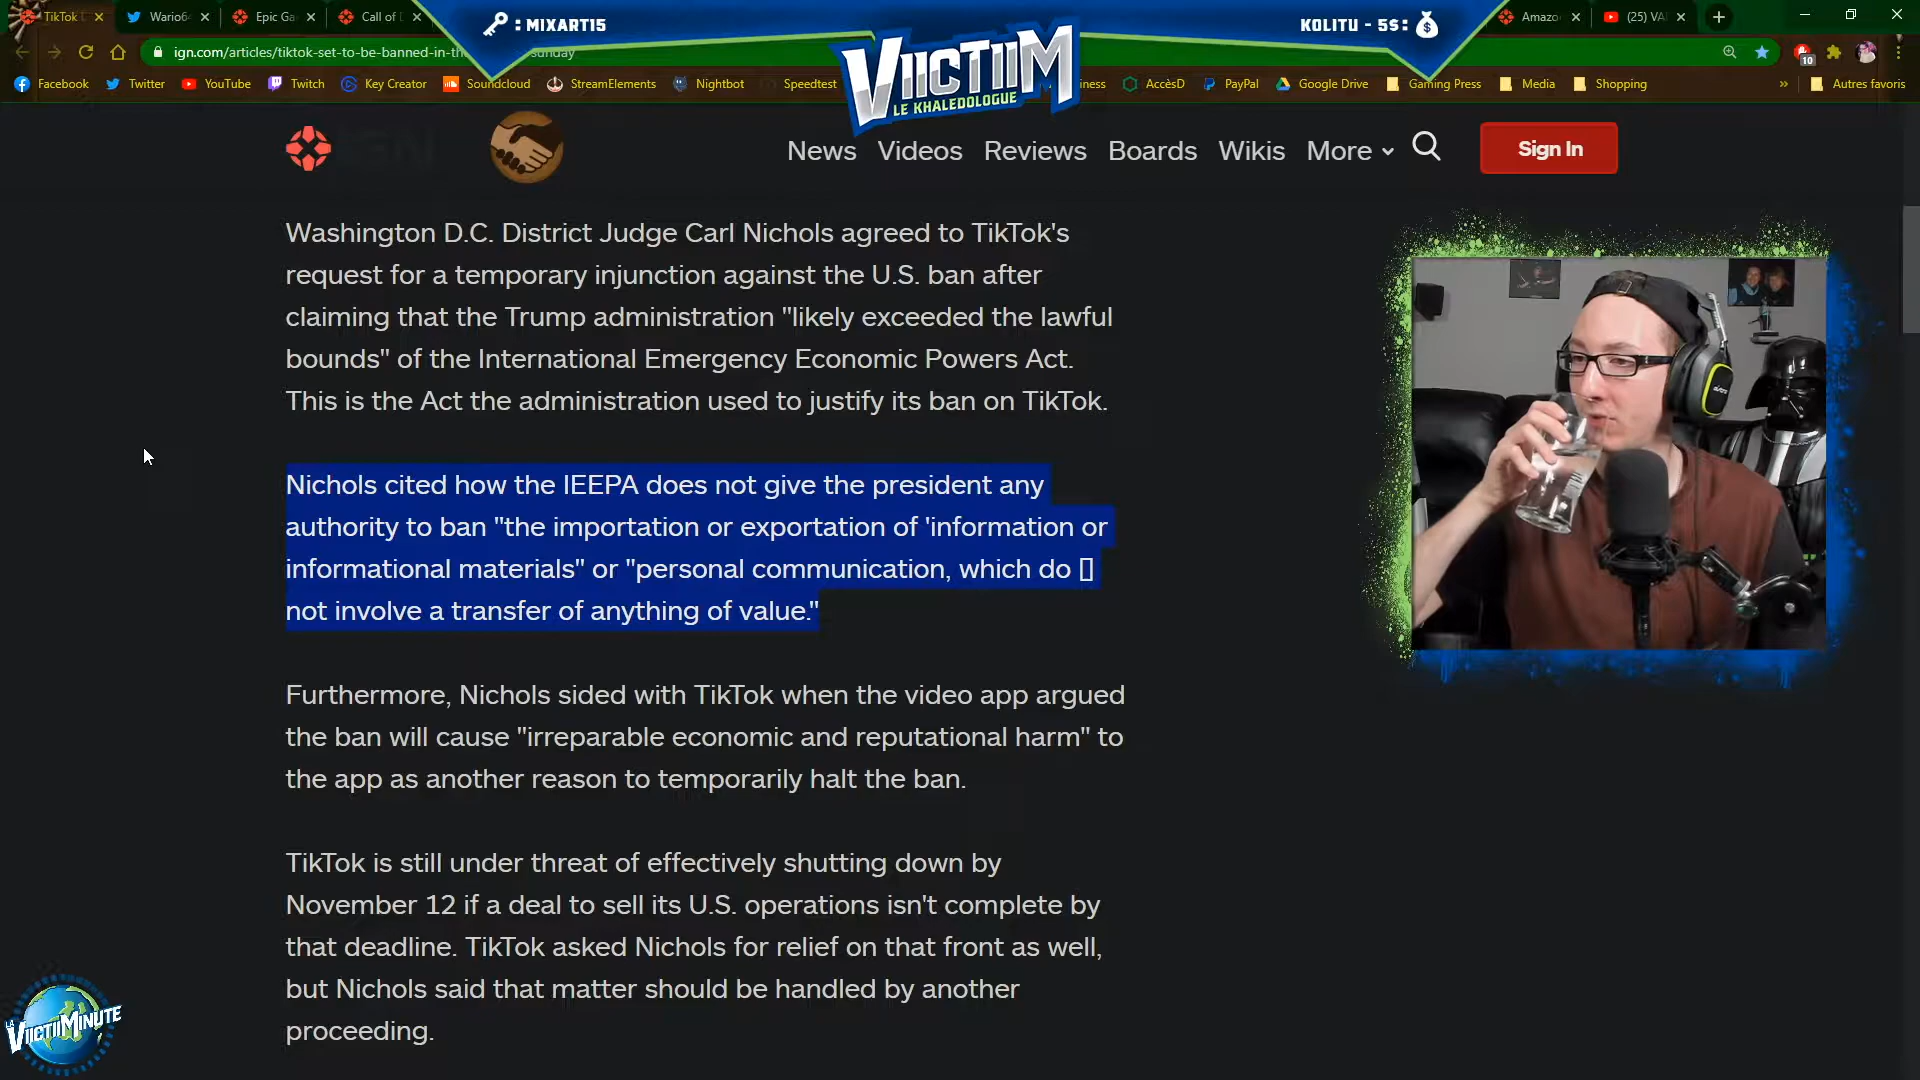 TikTok
Wario64
Epic Ga
Call of D
: MIXART15
KOLITU - 5$:
Amazo
(25) VA
ign.com/articles/tiktok-set-to-be-banned-in-th
sunday
10
VIICTIIM
LE KHALEDOLOGUE
Facebook
Twitter
YouTube
Twitch
Key Creator
Soundcloud
StreamElements
Nightbot
Speedtest
iness
AccèsD
PayPal
Google Drive
Gaming Press
Media
Shopping
»
Autres favoris
IGN
News
Videos
Reviews
Boards
Wikis
More
Sign In
Washington D.C. District Judge Carl Nichols agreed to TikTok's
request for a temporary injunction against the U.S. ban after
claiming that the Trump administration "likely exceeded the lawful
bounds" of the International Emergency Economic Powers Act.
This is the Act the administration used to justify its ban on TikTok.
Nichols cited how the IEEPA does not give the president any
authority to ban "the importation or exportation of 'information or
informational materials" or "personal communication, which do []
not involve a transfer of anything of value."
Furthermore, Nichols sided with TikTok when the video app argued
the ban will cause "irreparable economic and reputational harm" to
the app as another reason to temporarily halt the ban.
TikTok is still under threat of effectively shutting down by
November 12 if a deal to sell its U.S. operations isn't complete by
that deadline. TikTok asked Nichols for relief on that front as well,
but Nichols said that matter should be handled by another
proceeding.
LA
VIICTIIMINUTE